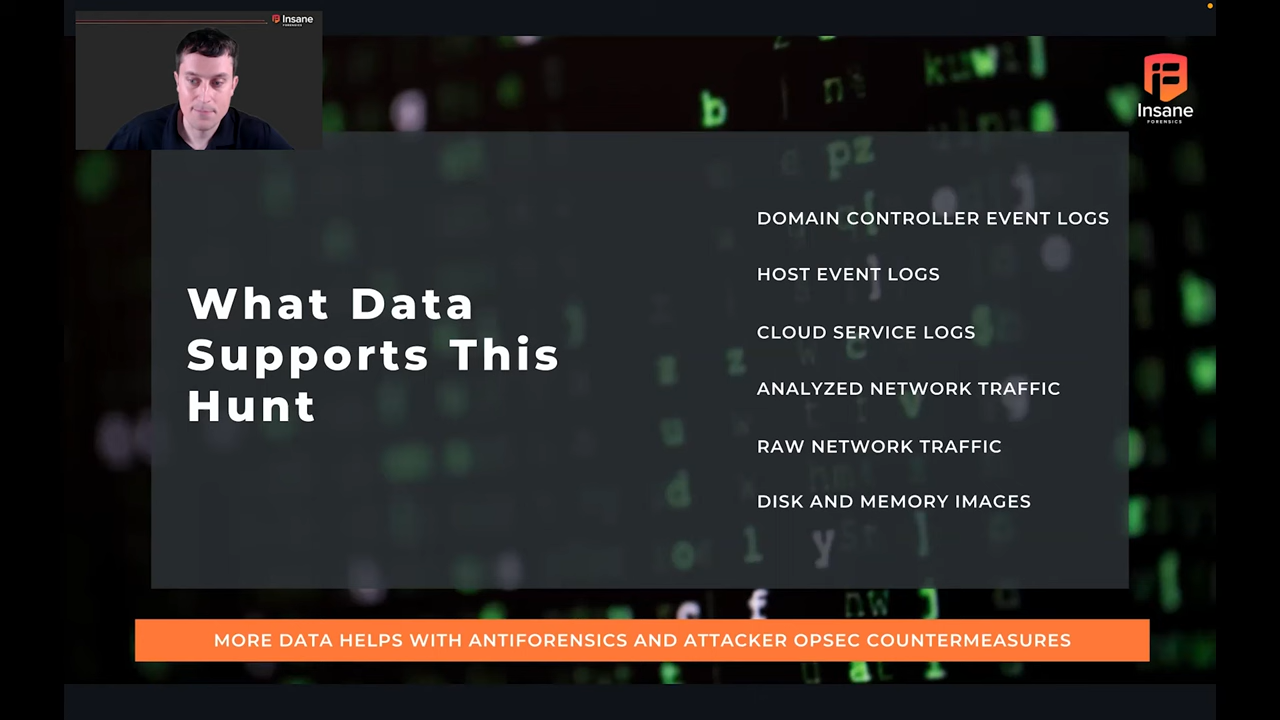 Insane
FORENSICS
Insane
FORENSICS
What Data
Supports This
Hunt
DOMAIN CONTROLLER EVENT LOGS
HOST EVENT LOGS
CLOUD SERVICE LOGS
ANALYZED NETWORK TRAFFIC
RAW NETWORK TRAFFIC
DISK AND MEMORY IMAGES
MORE DATA HELPS WITH ANTIFORENSICS AND ATTACKER OPSEC COUNTERMEASURES